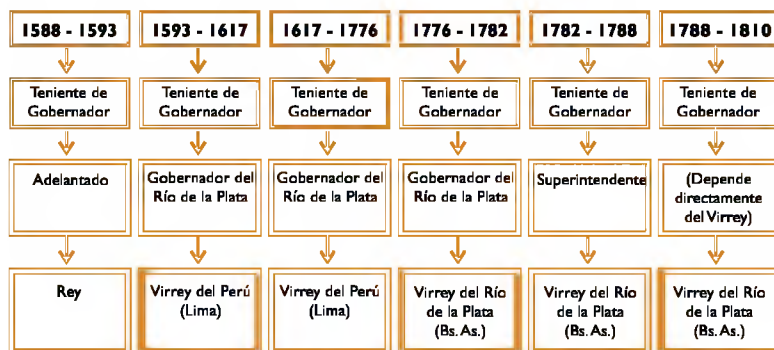 1588 - 1593
1593 - 1617
1617 - 1776
1776 - 1782
1782 - 1788
1788 - 1810
Teniente de
Gobernador
Teniente de
Gobernador
Teniente de
Gobernador
Teniente de
Gobernador
Teniente de
Gobernador
Teniente de
Gobernador
Adelantado
Gobernador del
Río de la Plata
Gobernador del
Río de la Plata
Gobernador del
Río de la Plata
Superintendente
(Depende
directamente
del Virrey)
Rey
Virrey del Perú
(Lima)
Virrey del Perú
(Lima)
Virrey del Río
de la Plata
(Bs. As.)
Virrey del Río
de la Plata
(Bs. As.)
Virrey del Río
de la Plata
(Bs. As.)